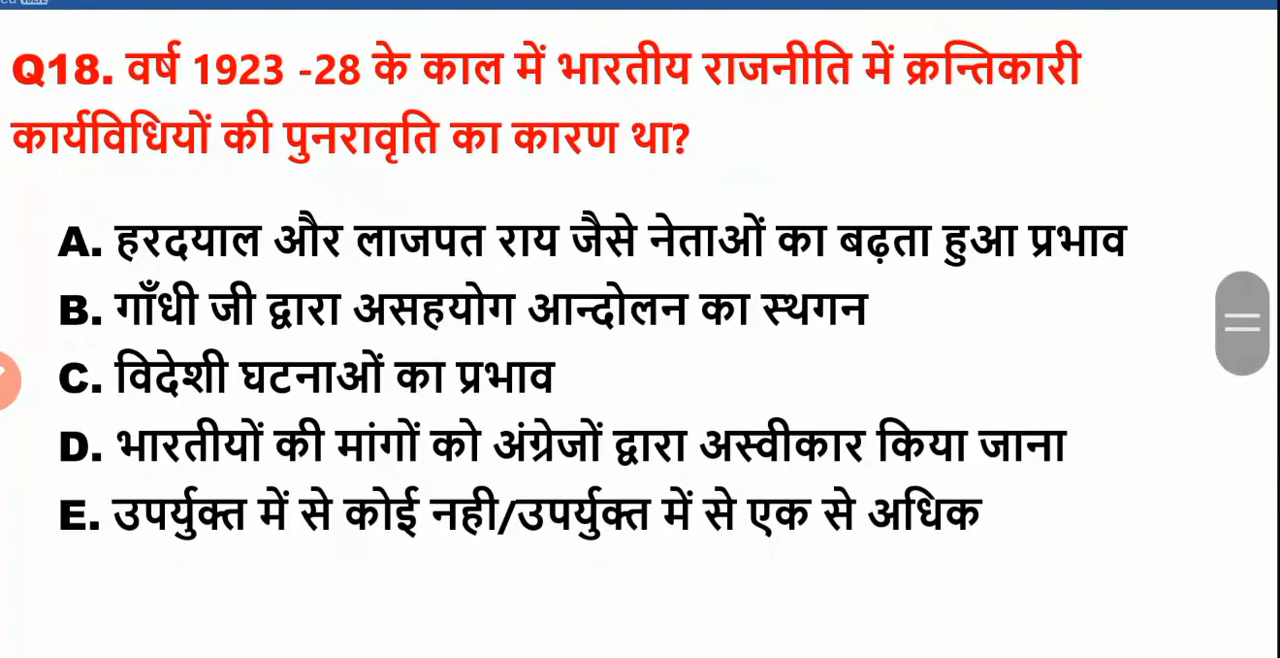 Q18. वर्ष 1923 -28 के काल में भारतीय राजनीति में क्रन्तिकारी
कार्यविधियों की पुनरावृति का कारण था?
A. हरदयाल और लाजपत राय जैसे नेताओं का बढ़ता हुआ प्रभाव
B. गाँधी जी द्वारा असहयोग आन्दोलन का स्थगन
C. विदेशी घटनाओं का प्रभाव
D. भारतीयों की मांगों को अंग्रेजों द्वारा अस्वीकार किया जाना
E. उपर्युक्त में से कोई नही/उपर्युक्त में से एक से अधिक